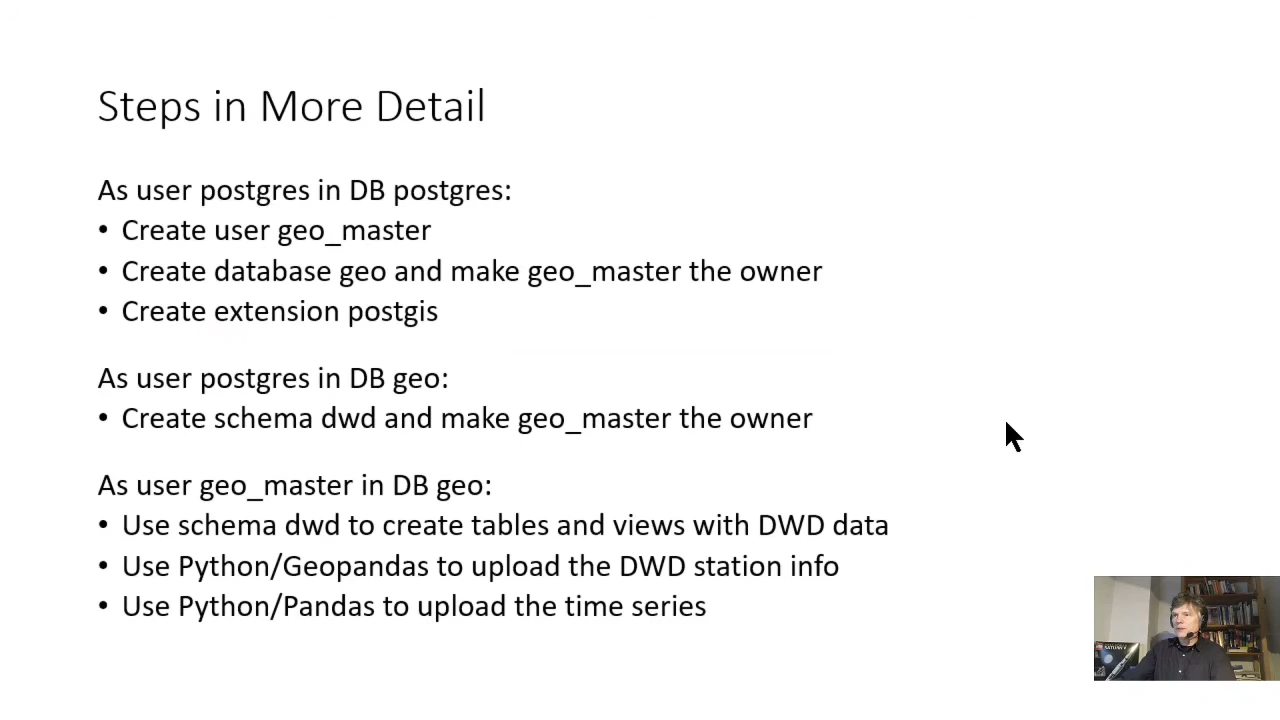 Steps in More Detail
As user postgres in DB postgres:
• Create user geo_master
• Create database geo and make geo_master the owner
• Create extension postgis
As user postgres in DB geo:
• Create schema dwd and make geo_master the owner
As user geo_master in DB geo:
• Use schema dwd to create tables and views with DWD data
• Use Python/Geopandas to upload the DWD station info
• Use Python/Pandas to upload the time series
SATURN V